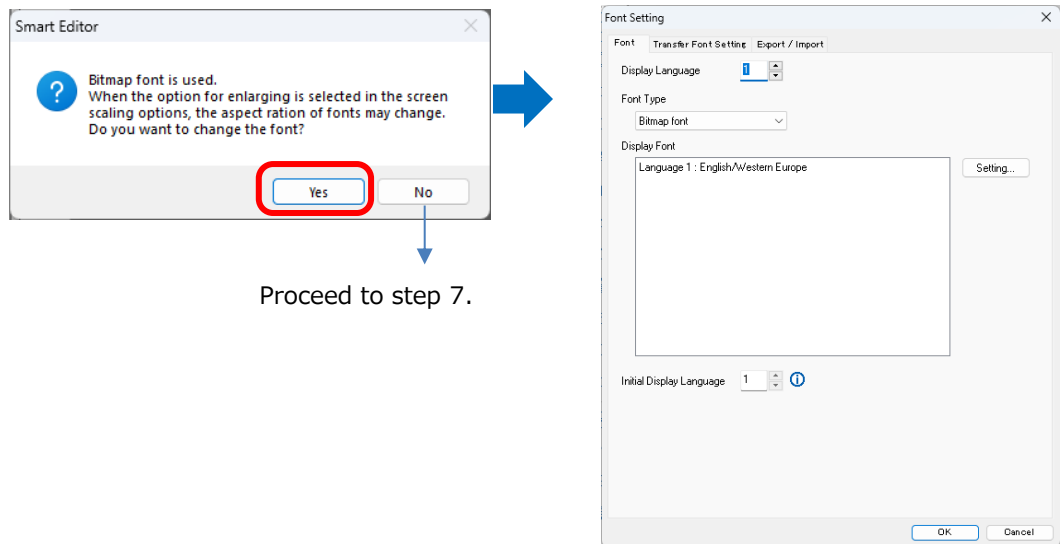 Smart Editor
Bitmap font is used.
When the option for enlarging is selected in the screen
scaling options, the aspect ration of fonts may change.
Do you want to change the font?
Yes
No
Proceed to step 7.
Font Setting
Font
Transfer Font Setting
Export / Import
Display Language
1
Font Type
Bitmap font
Display Font
Language 1 : English/Western Europe
Setting...
Initial Display Language
1
OK
Cancel